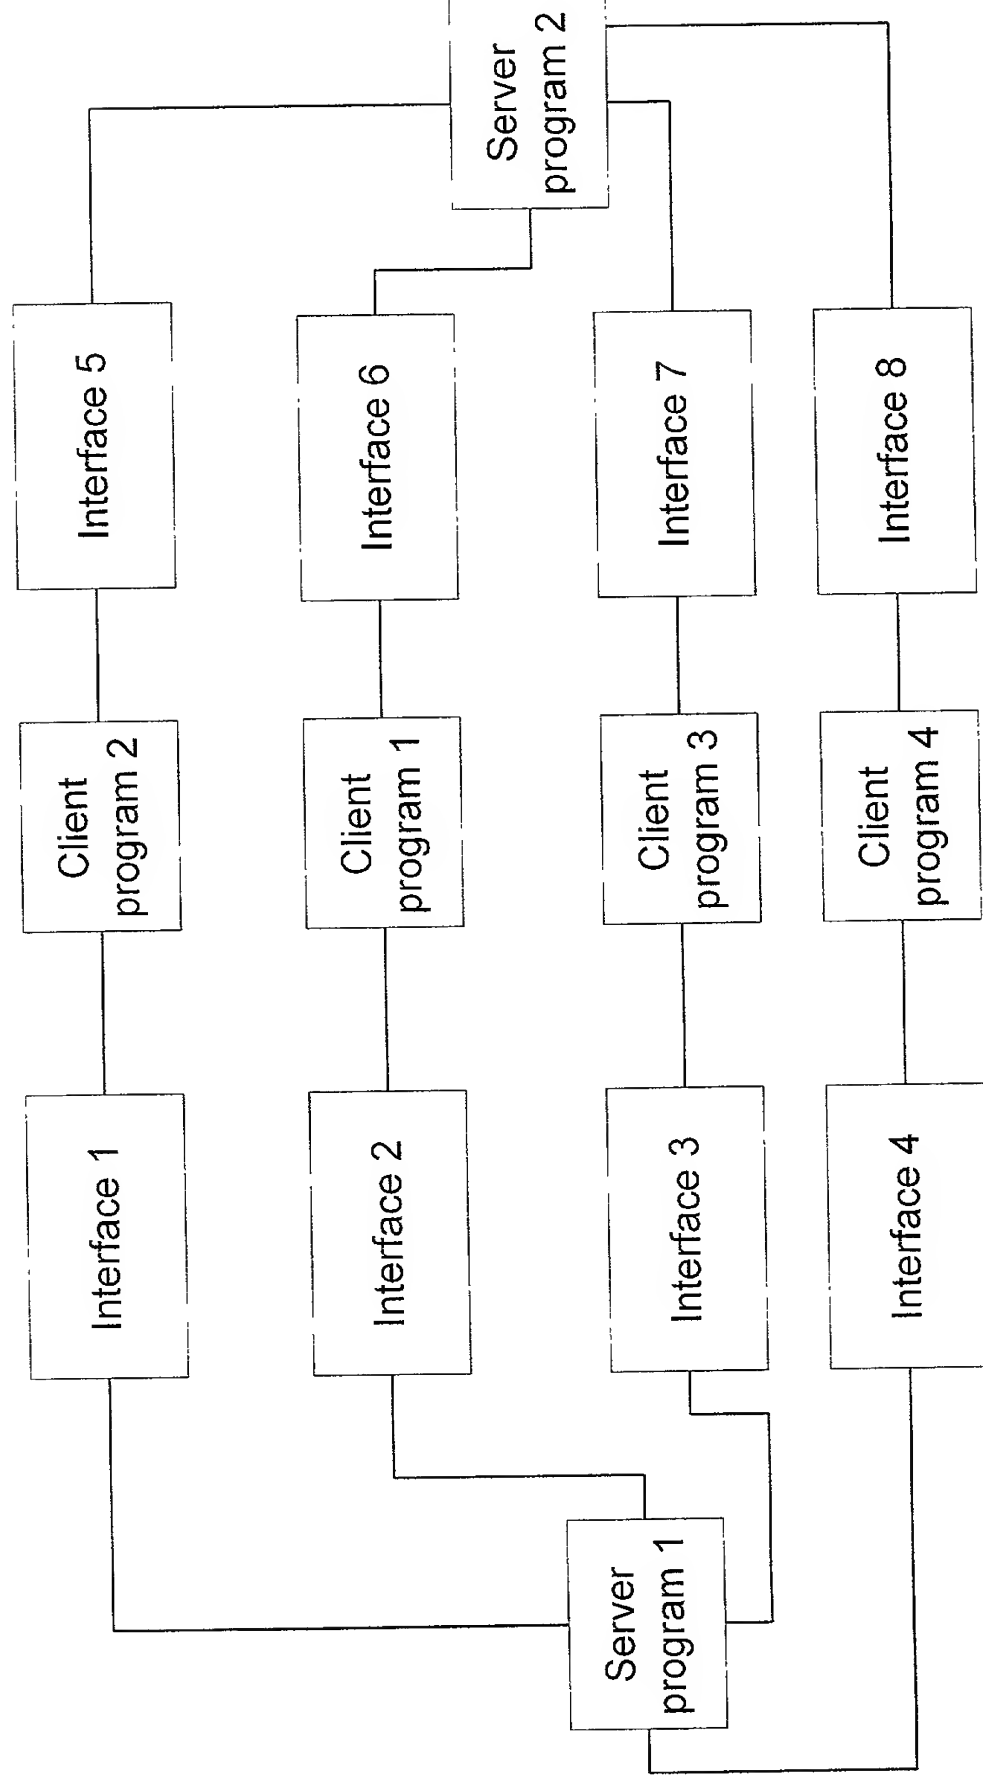 Interface 1
Client
program 2
Interface 5
Interface 2
Client
program 1
Interface 6
Server
program 2
Server
program 1
Interface 3
Client
program 3
Interface 7
Interface 4
Client
program 4
Interface 8